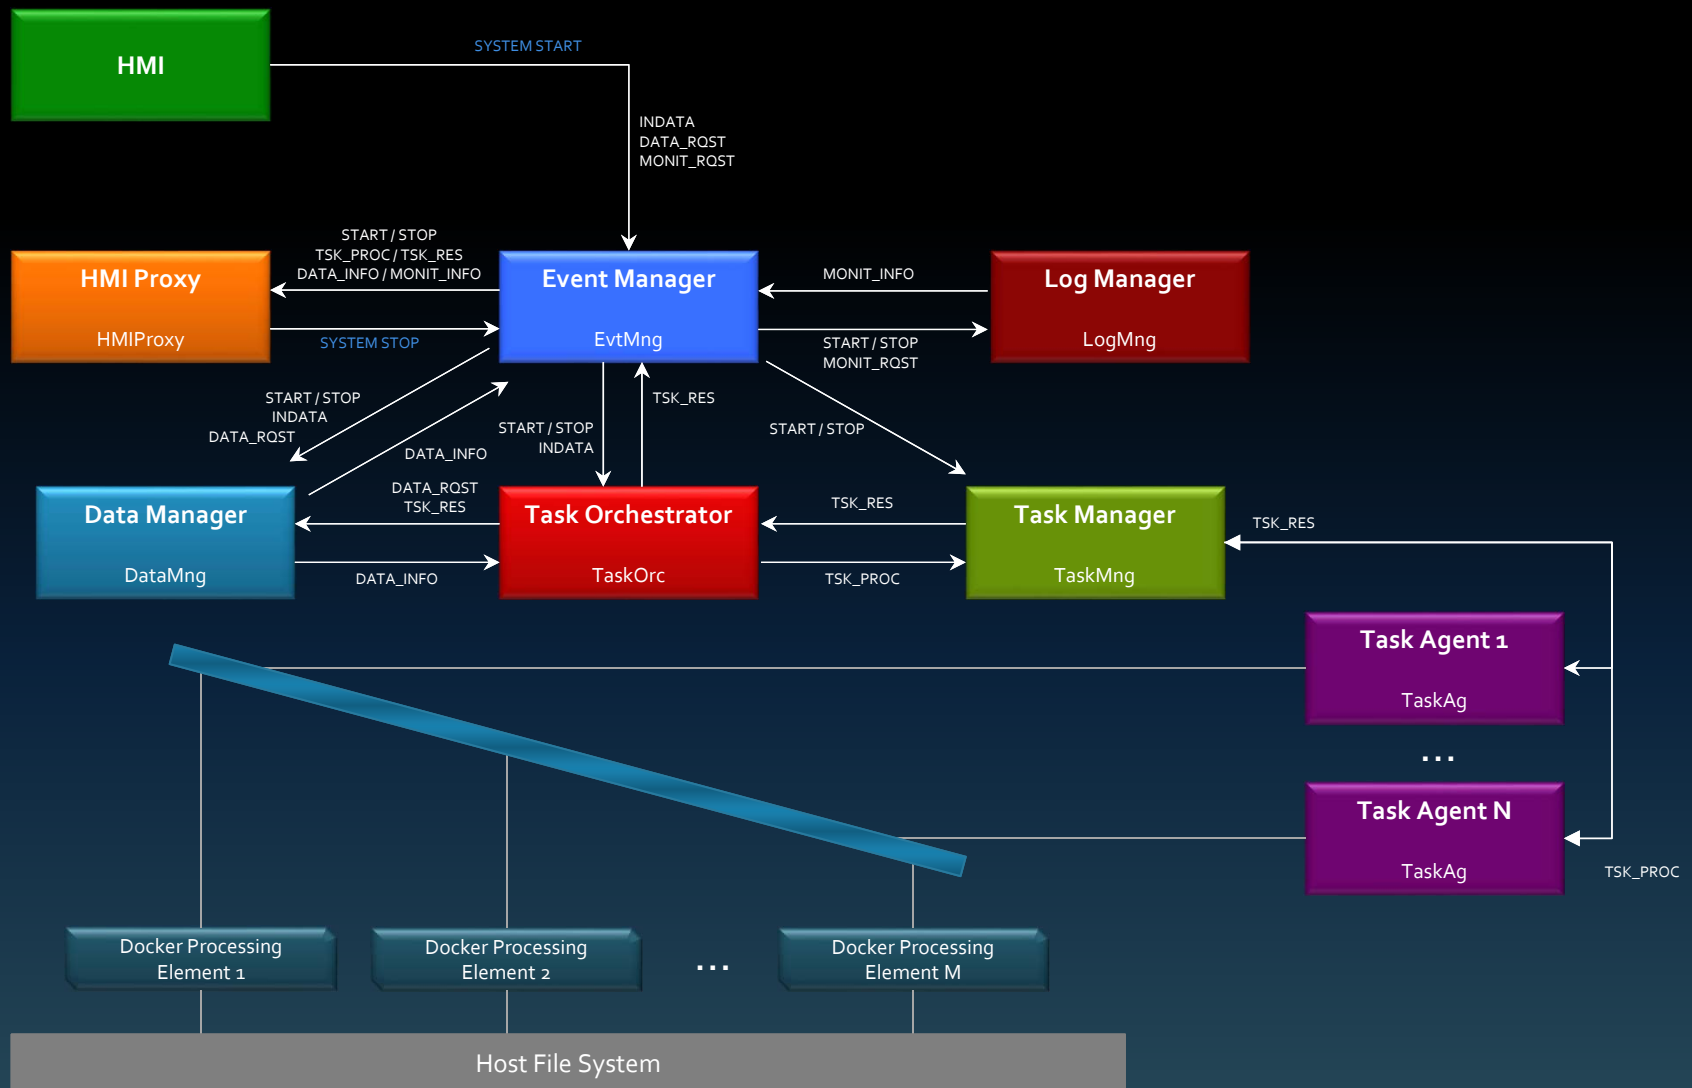 HMI
SYSTEM START
INDATA
DATA_RQST
MONIT_RQST
START / STOP
TSK_PROC / TSK_RES
DATA_INFO / MONIT_INFO
HMI Proxy
HMIProxy
SYSTEM STOP
Event Manager
EvtMng
MONIT_INFO
START / STOP
MONIT_RQST
Log Manager
LogMng
START / STOP
INDATA
DATA_RQST
DATA_INFO
START / STOP
INDATA
TSK_RES
START / STOP
Data Manager
DataMng
DATA_RQST
TSK_RES
DATA_INFO
Task Orchestrator
TaskOrc
TSK_RES
TSK_PROC
Task Manager
TaskMng
TSK_RES
Task Agent 1
TaskAg
...
Task Agent N
TaskAg
TSK_PROC
Docker Processing
Element 1
Docker Processing
Element 2
...
Docker Processing
Element M
Host File System